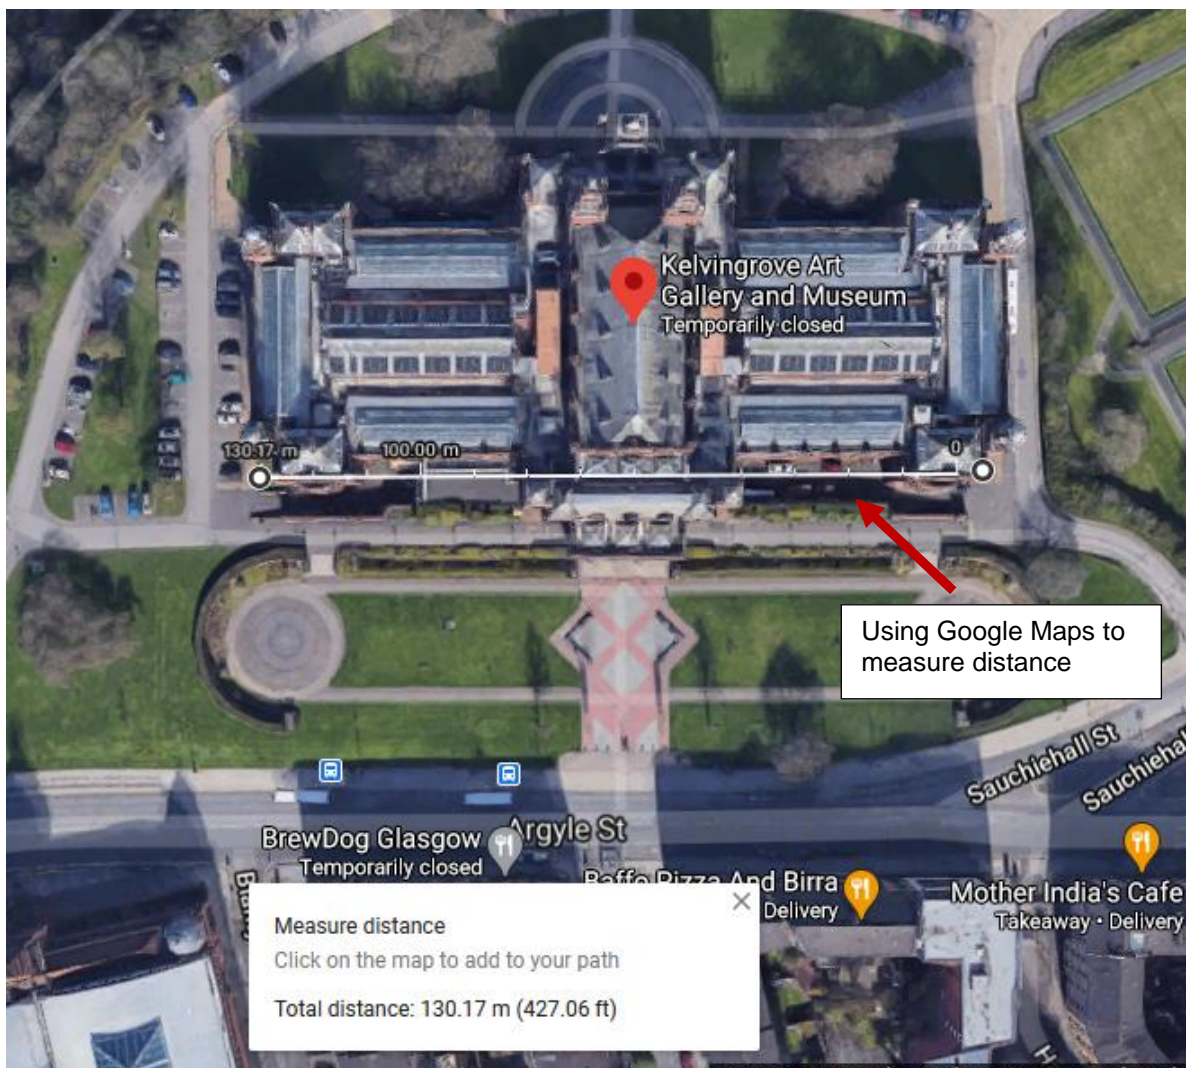 Kelvingrove Art
Gallery and Museum
Temporarily closed
130.17 m
100.00 m
0
Using Google Maps to
measure distance
Sauchiehall St
Argyle St
BrewDog Glasgow
Temporarily closed
Baffo Pizza And Birra
Delivery
Mother India's Cafe
Takeaway · Delivery
Measure distance
Click on the map to add to your path
Total distance: 130.17 m (427.06 ft)